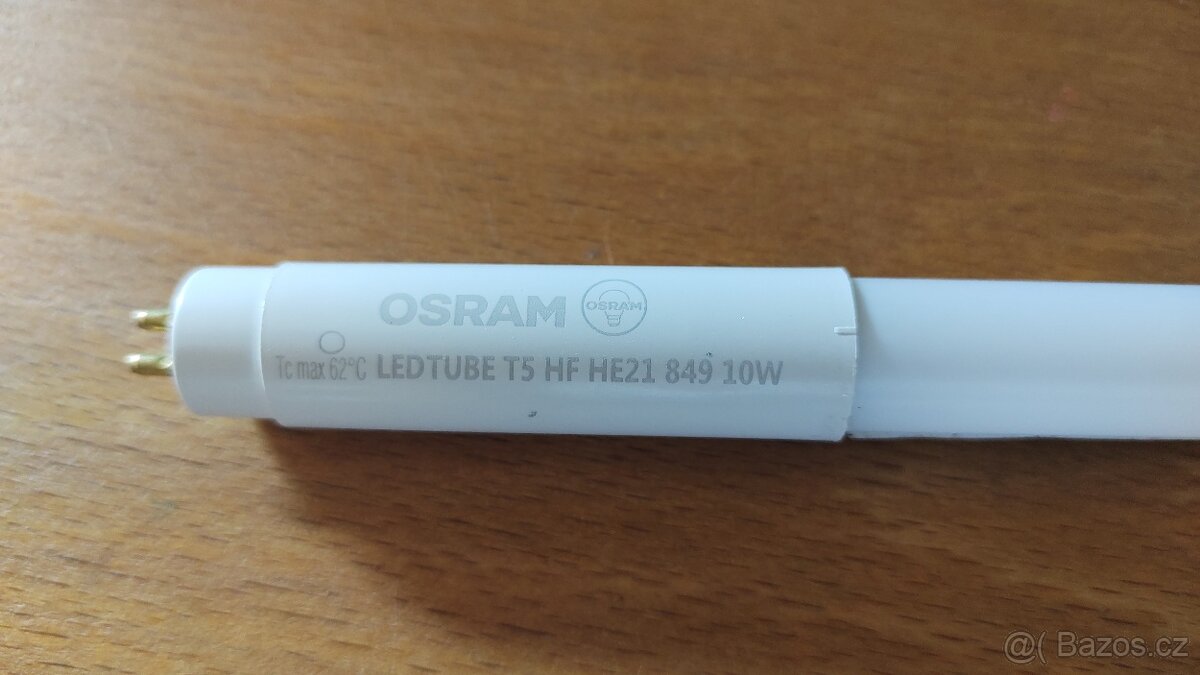 OSRAM OSRAM
Tc max 62°C LEDTUBE T5 HF HE21 849 10W
@( Bazos.cz